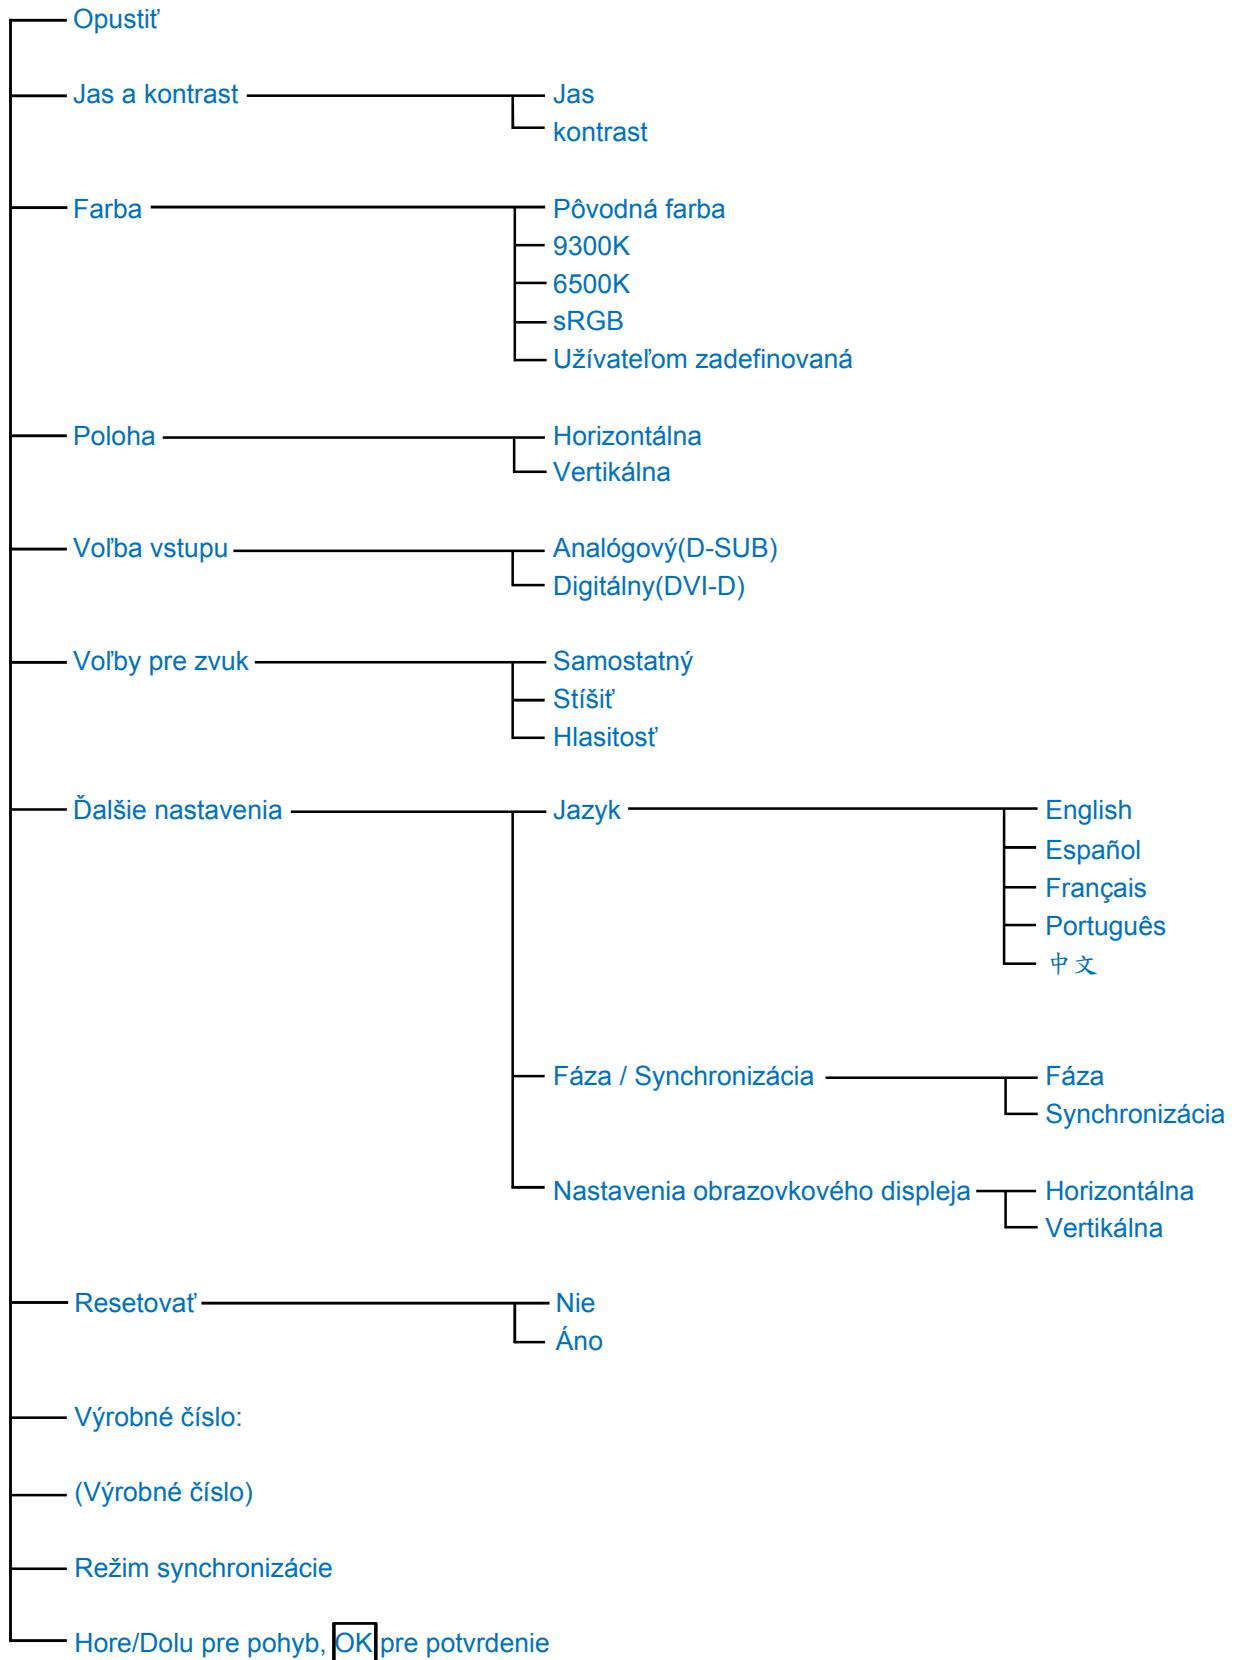 Opustiť
Jas a kontrast
Jas
kontrast
Farba
Pôvodná farba
9300K
6500K
sRGB
Užívateľom zadefinovaná
Poloha
Horizontálna
Vertikálna
Voľba vstupu
Analógový(D-SUB)
Digitálny(DVI-D)
Voľby pre zvuk
Samostatný
Stíšiť
Hlasitosť
Ďalšie nastavenia
Jazyk
English
Español
Français
Português
中文
Fáza / Synchronizácia
Fáza
Synchronizácia
Nastavenia obrazovkového displeja
Horizontálna
Vertikálna
Resetovať
Nie
Áno
Výrobné číslo:
(Výrobné číslo)
Režim synchronizácie
Hore/Dolu pre pohyb, OK pre potvrdenie